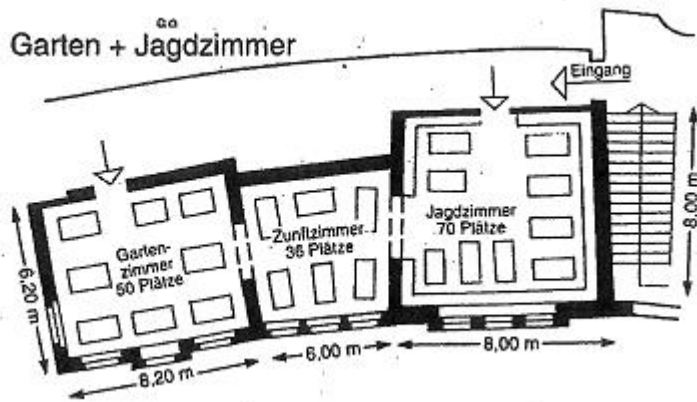 Garten + Jagdzimmer
Eingang
Garten-
zimmer
50 Plätze
Zunftzimmer
36 Plätze
Jagdzimmer
70 Plätze
6,20 m
8,20 m
6,00 m
8,00 m
8,00 m